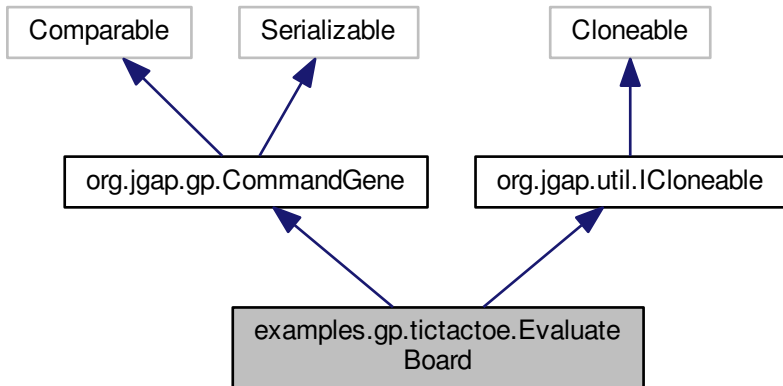 Comparable
Serializable
Cloneable
org.jgap.gp.CommandGene
org.jgap.util.ICloneable
examples.gp.tictactoe.Evaluate
Board